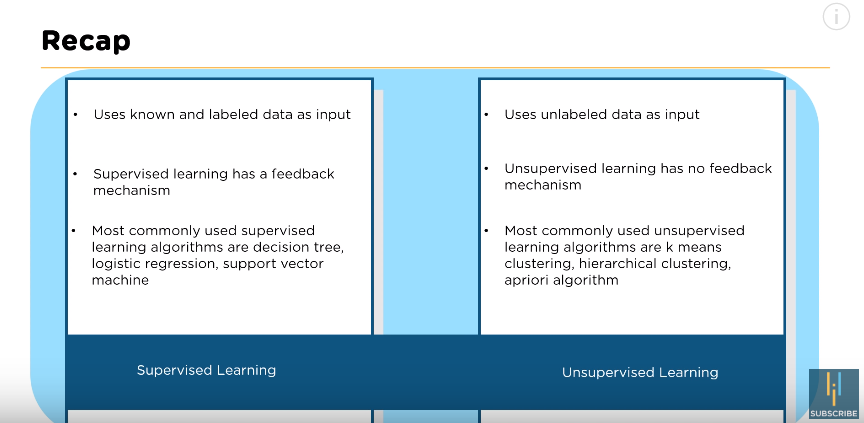 Recap
• Uses known and labeled data as input
• Supervised learning has a feedback
mechanism
• Most commonly used supervised
learning algorithms are decision tree,
logistic regression, support vector
machine
Supervised Learning
• Uses unlabeled data as input
• Unsupervised learning has no feedback
mechanism
• Most commonly used unsupervised
learning algorithms are k means
clustering, hierarchical clustering,
apriori algorithm
Unsupervised Learning
i
SUBSCRIBE